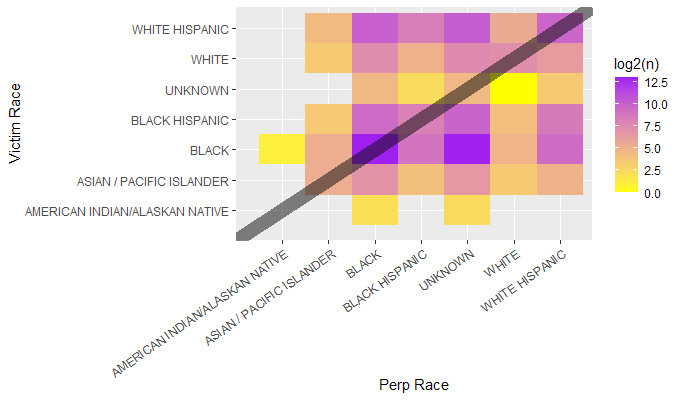 Victim Race
WHITE HISPANIC
WHITE
UNKNOWN
BLACK HISPANIC
BLACK
ASIAN / PACIFIC ISLANDER
AMERICAN INDIAN/ALASKAN NATIVE
AMERICAN INDIAN/ALASKAN NATIVE
ASIAN / PACIFIC ISLANDER
BLACK
BLACK HISPANIC
UNKNOWN
WHITE
WHITE HISPANIC
Perp Race
log2(n)
12.5
10.0
7.5
5.0
2.5
0.0